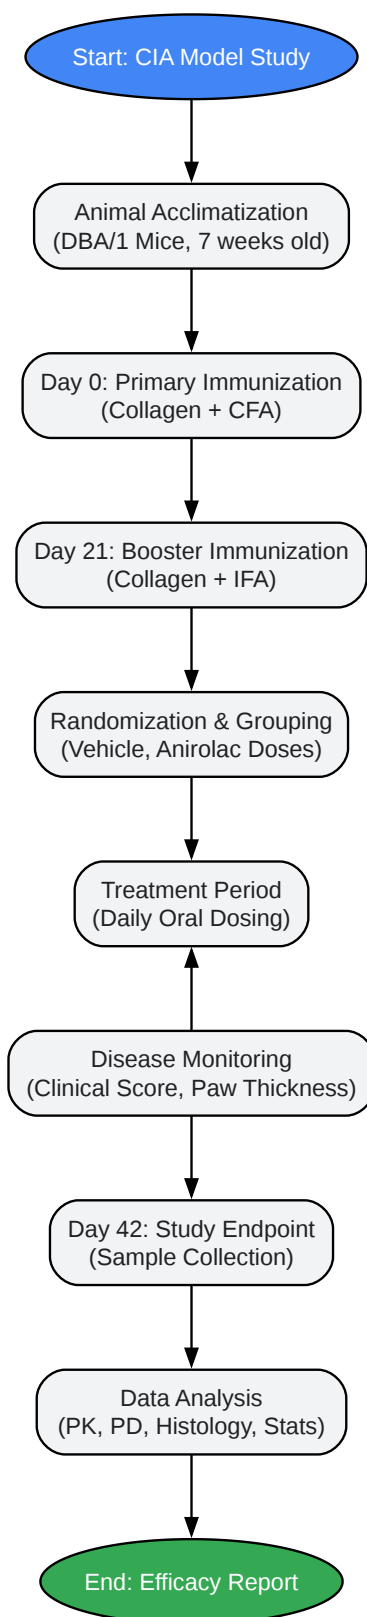 Start: CIA Model Study
Animal Acclimatization
(DBA/1 Mice, 7 weeks old)
Day 0: Primary Immunization
(Collagen + CFA)
Day 21: Booster Immunization
(Collagen + IFA)
Randomization & Grouping
(Vehicle, Anirolac Doses)
Treatment Period
(Daily Oral Dosing)
Disease Monitoring
(Clinical Score, Paw Thickness)
Day 42: Study Endpoint
(Sample Collection)
Data Analysis
(PK, PD, Histology, Stats)
End: Efficacy Report